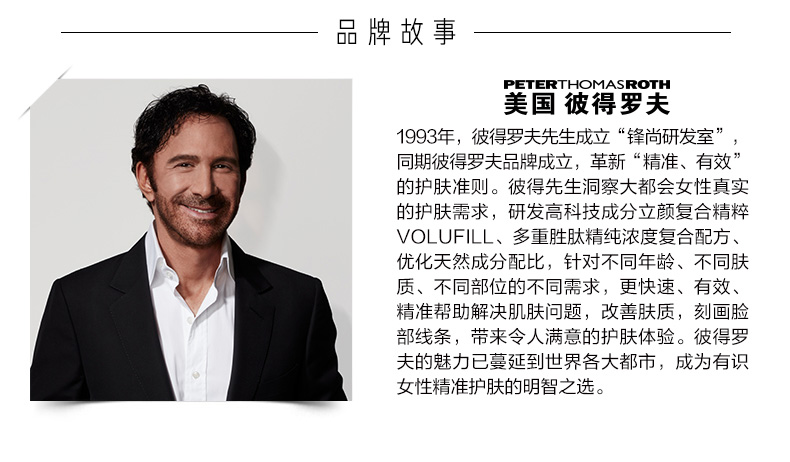 品牌故事
PETERTHOMASROTH
美国 彼得罗夫
1993年，彼得罗夫先生成立“锋尚研发室”，
同期彼得罗夫品牌成立，革新“精准、有效”
的护肤准则。彼得先生洞察大都会女性真实
的护肤需求，研发高科技成分立颜复合精粹
VOLUFILL、多重胜肽精纯浓度复合配方、
优化天然成分配比，针对不同年龄、不同肤
质、不同部位的不同需求，更快速、有效、
精准帮助解决肌肤问题，改善肤质，刻画脸
部线条，带来令人满意的护肤体验。彼得罗
夫的魅力已蔓延到世界各大都市，成为有识
女性精准护肤的明智之选。